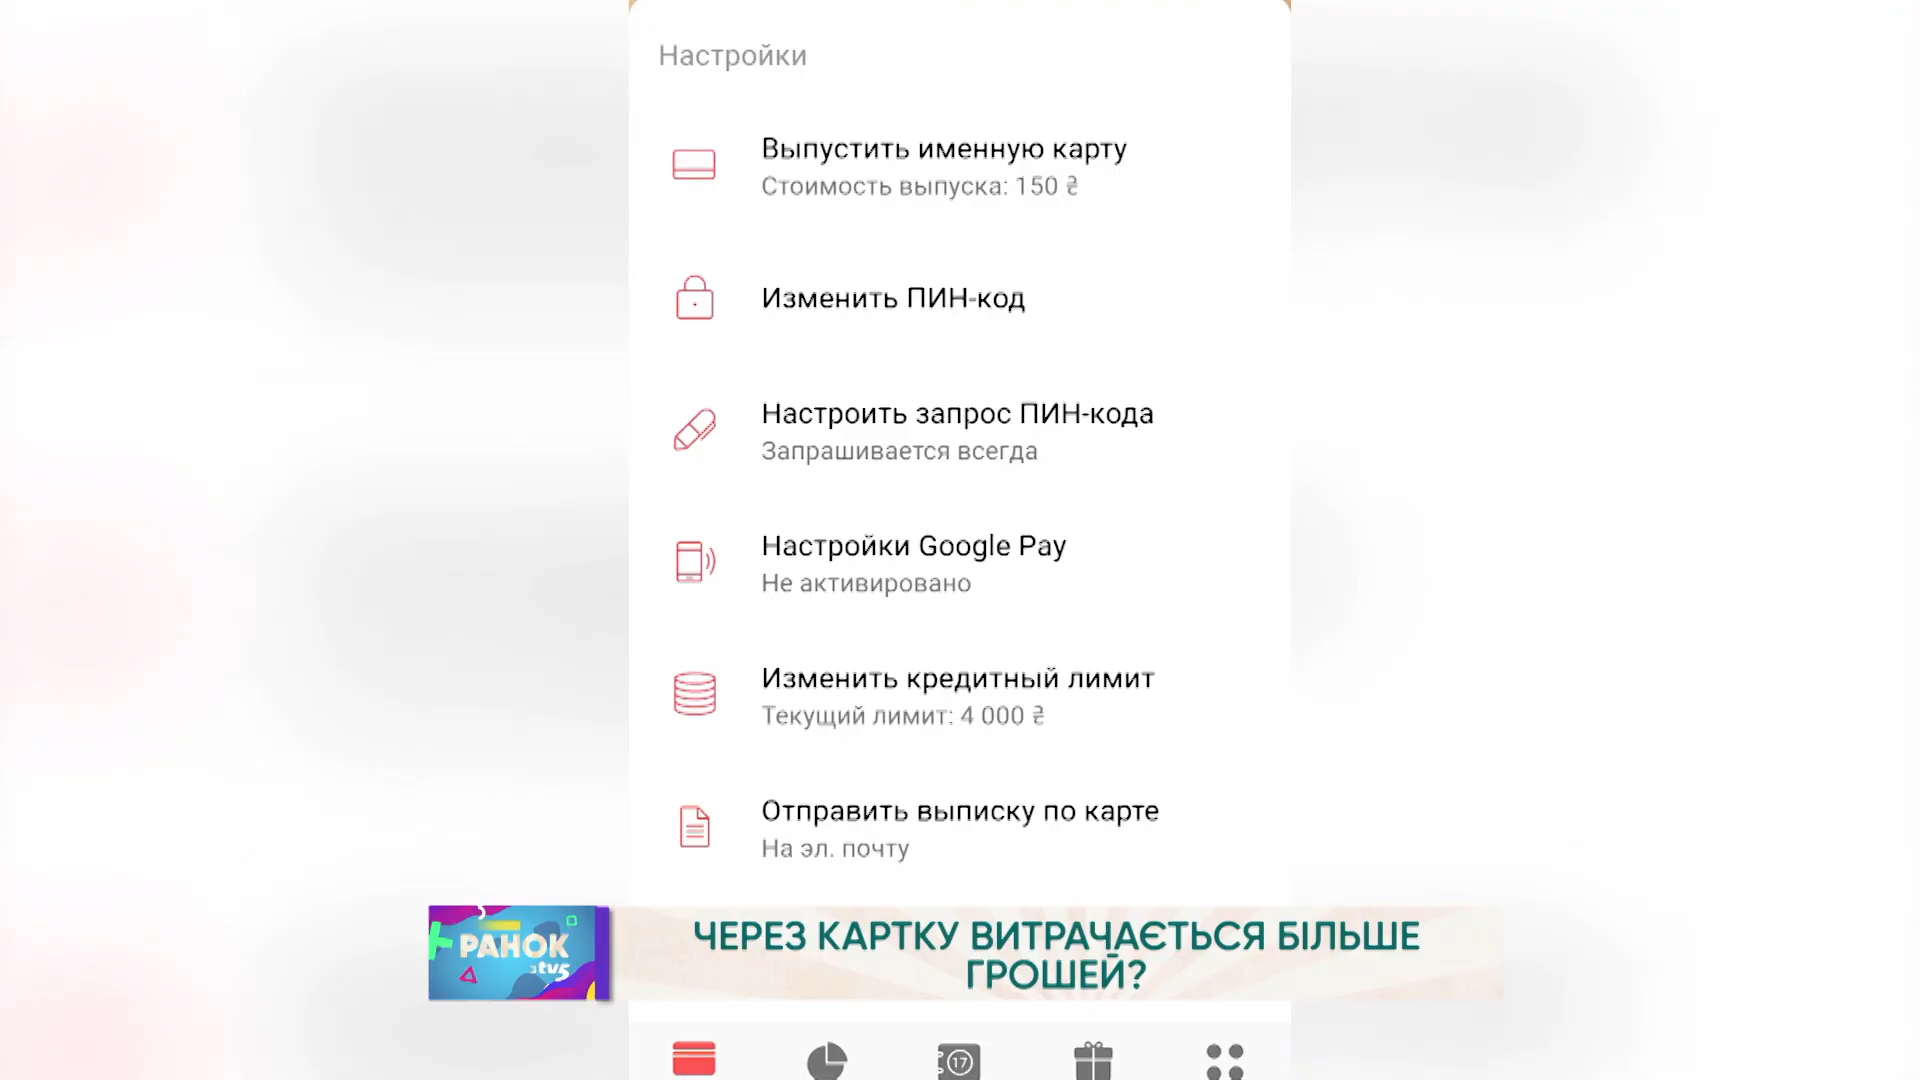 Настройки
Выпустить именную карту
Стоимость выпуска: 150 ₴
Изменить ПИН-код
Настроить запрос ПИН-кода
Запрашивается всегда
Настройки Google Pay
Не активировано
Изменить кредитный лимит
Текущий лимит: 4 000 ₴
Отправить выписку по карте
На эл. почту
РАНОК
tv5
ЧЕРЕЗ КАРТКУ ВИТРАЧАЄТЬСЯ БІЛЬШЕ
ГРОШЕЙ?
17